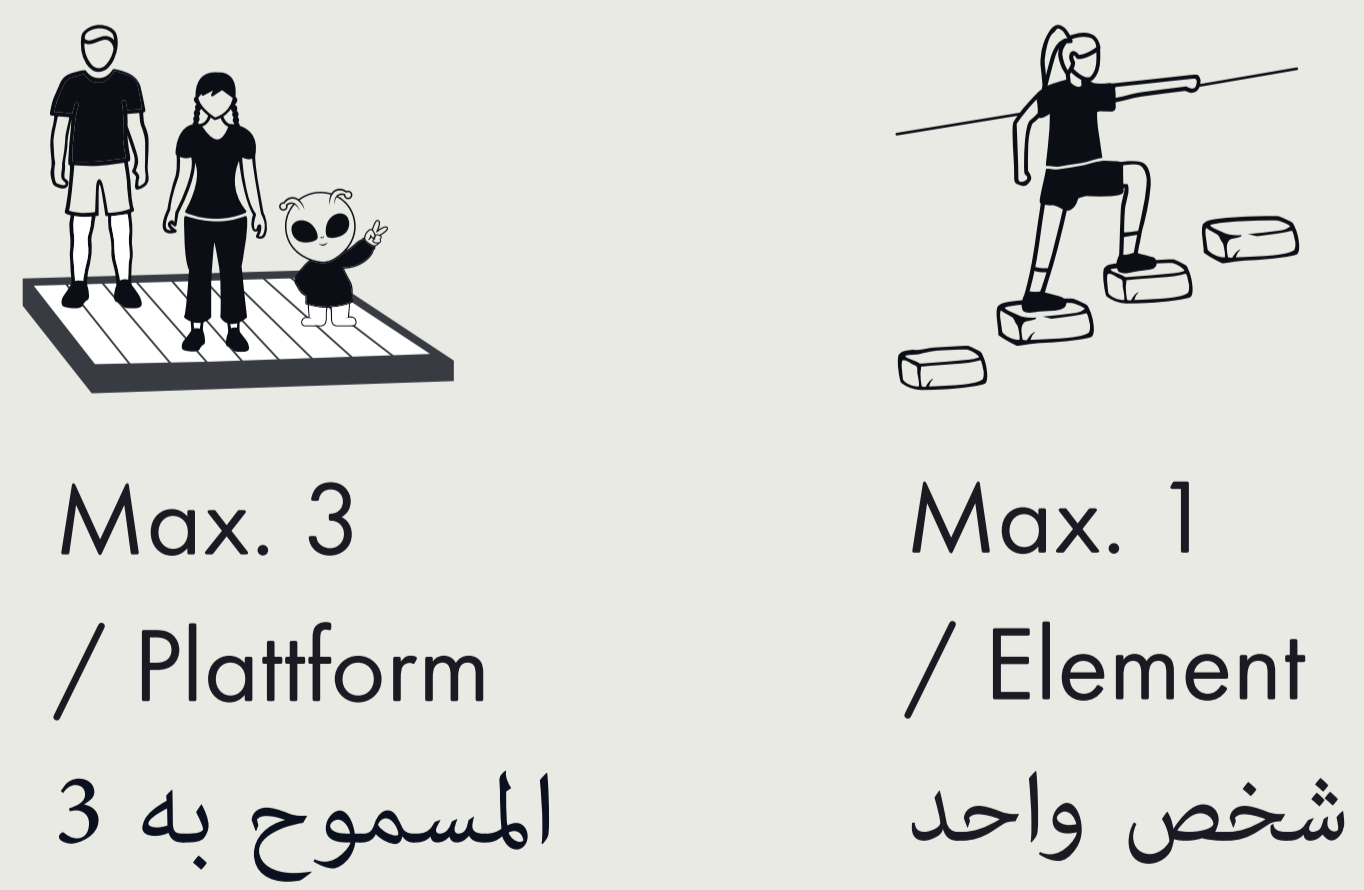 Max. 3
/ Plattform
المسموح به 3
Max. 1
/ Element
شخص واحد